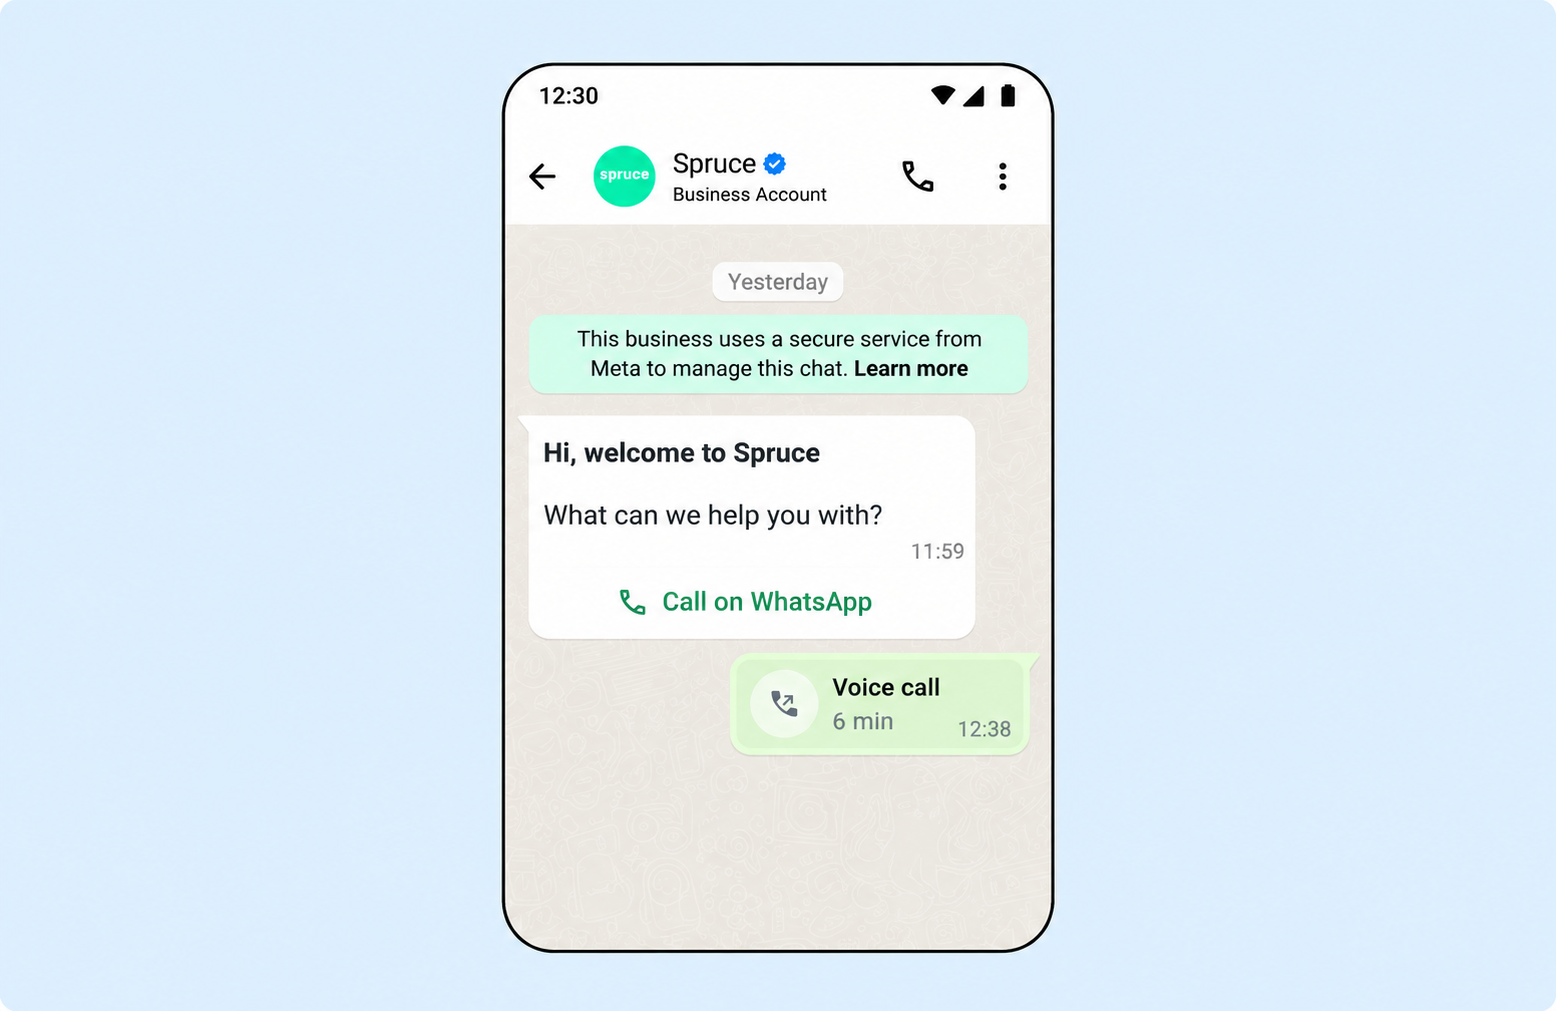 12:30
spruce
Spruce
Business Account
Yesterday
This business uses a secure service from
Meta to manage this chat. Learn more
Hi, welcome to Spruce
What can we help you with?
11:59
Call on WhatsApp
Voice call
6 min
12:38